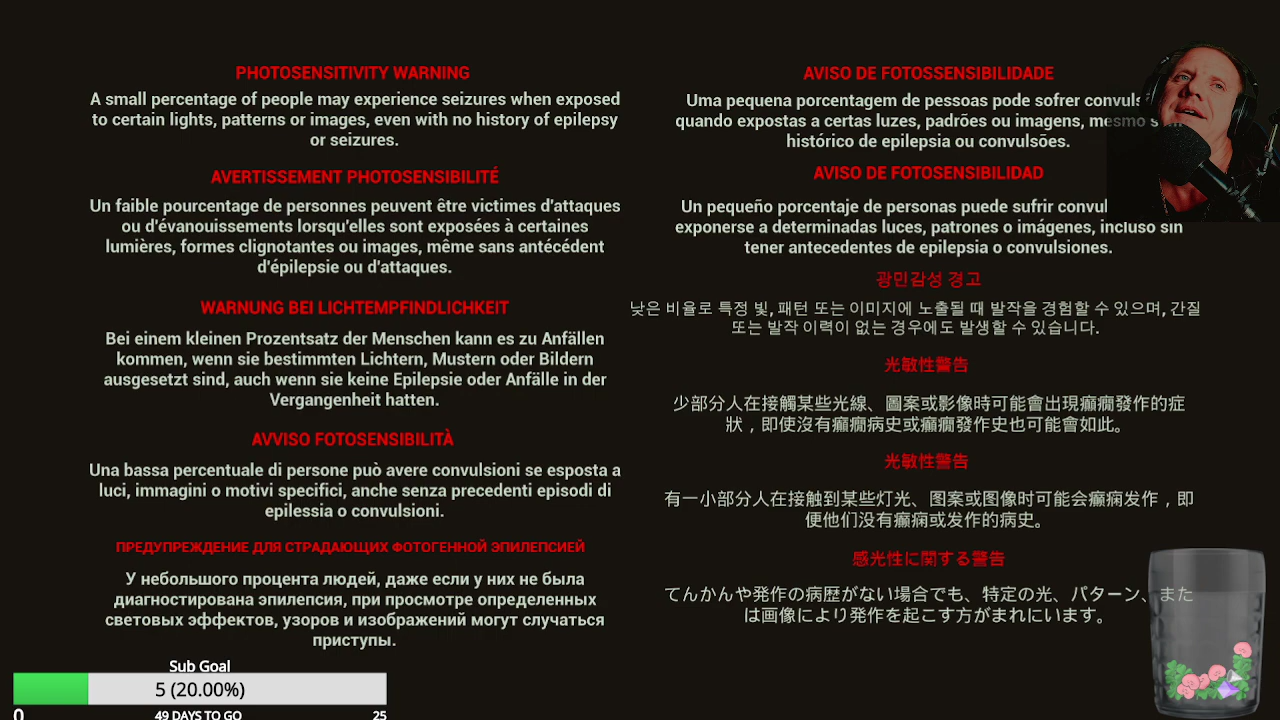 PHOTOSENSITIVITY WARNING
A small percentage of people may experience seizures when exposed
to certain lights, patterns or images, even with no history of epilepsy
or seizures.
AVERTISSEMENT PHOTOSENSIBILITÉ
Un faible pourcentage de personnes peuvent être victimes d'attaques
ou d'évanouissements lorsqu'elles sont exposées à certaines
lumières, formes clignotantes ou images, même sans antécédent
d'épilepsie ou d'attaques.
WARNUNG BEI LICHTEMPFINDLICHKEIT
Bei einem kleinen Prozentsatz der Menschen kann es zu Anfällen
kommen, wenn sie bestimmten Lichtern, Mustern oder Bildern
ausgesetzt sind, auch wenn sie keine Epilepsie oder Anfälle in der
Vergangenheit hatten.
AVVISO FOTOSENSIBILITÀ
Una bassa percentuale di persone può avere convulsioni se esposta a
luci, immagini o motivi specifici, anche senza precedenti episodi di
epilessia o convulsioni.
ПРЕДУПРЕЖДЕНИЕ ДЛЯ СТРАДАЮЩИХ ФОТОГЕННОЙ ЭПИЛЕПСИЕЙ
У небольшого процента людей, даже если у них не была
диагностирована эпилепсия, при просмотре определенных
световых эффектов, узоров и изображений могут случаться
приступы.
AVISO DE FOTOSSENSIBILIDADE
Uma pequena porcentagem de pessoas pode sofrer
quando expostas a certas luzes, padrões ou imagens, mesmo
histórico de epilepsia ou convulsões.
AVISO DE FOTOSENSIBILIDAD
Un pequeño porcentaje de personas puede sufrir
exponerse a determinadas luces, patrones o imágenes, incluso sin
tener antecedentes de epilepsia o convulsiones.
광민감성 경고
낮은 비율로 특정 빛, 패턴 또는 이미지에 노출될 때 발작을 경험할 수 있으며, 간질
또는 발작 이력이 없는 경우에도 발생할 수 있습니다.
光敏性警告
少部分人在接觸某些光線、圖案或影像時可能會出現癲癇發作的症
狀，即使沒有癲癇病史或癲癇發作史也可能會如此。
光敏性警告
有一小部分人在接触到某些灯光、图案或图像时可能会癫痫发作，即
便他们没有癫痫或发作的病史。
感光性に関する警告
てんかんや発作の病歴がない場合でも、特定の光、パターン、また
は画像により発作を起こす方がまれにいます。
Sub Goal
5 (20.00%)
0 49 DAYS TO GO 25